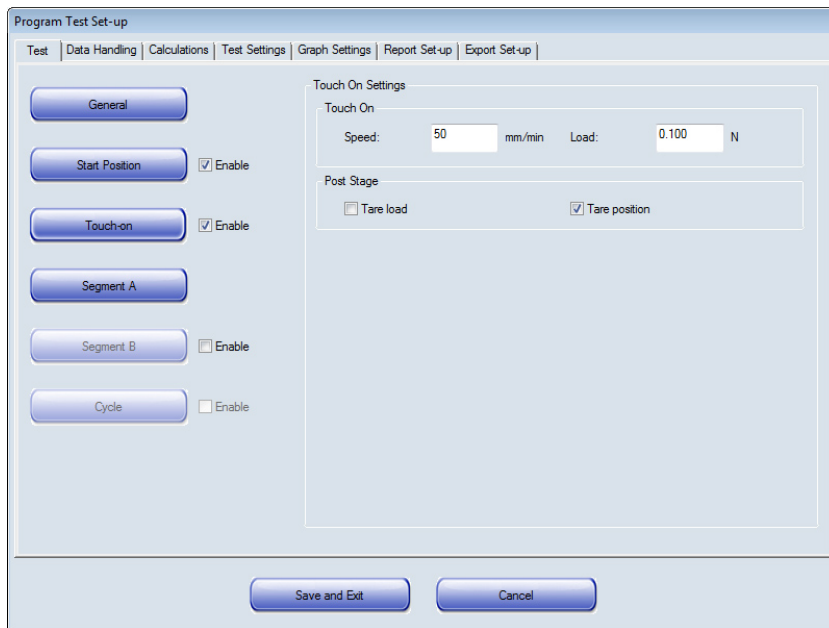 Program Test Set-up
Test Data Handling Calculations Test Settings Graph Settings Report Set-up Export Set-up
General
Start Position Enable
Touch-on Enable
Segment A
Segment B Enable
Cycle Enable
Touch On Settings
Touch On
Speed: 50 mm/min Load: 0.100 N
Post Stage
Tare load Tare position
Save and Exit Cancel